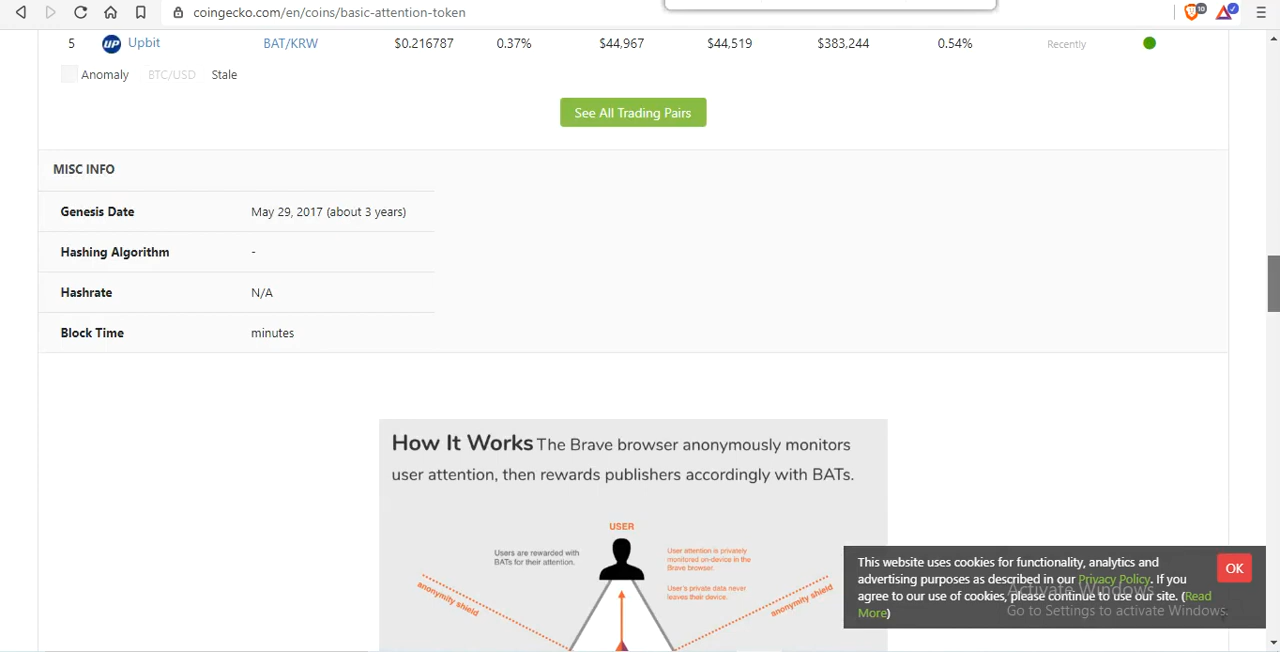 coingecko.com/en/coins/basic-attention-token
10
5 UP Upbit BAT/KRW $0.216787 0.37% $44,967 $44,519 $383,244 0.54% Recently
Anomaly BTC/USD Stale
See All Trading Pairs
MISC INFO
Genesis Date May 29, 2017 (about 3 years)
Hashing Algorithm -
Hashrate N/A
Block Time minutes
How It Works The Brave browser anonymously monitors
user attention, then rewards publishers accordingly with BATs.
USER
Users are rewarded with
BATs for their attention.
User attention is privately
monitored on-device in the
Brave browser.
User's private data never
leaves their device.
anonymity shield
anonymity shield
This website uses cookies for functionality, analytics and
advertising purposes as described in our Privacy Policy. If you
agree to our use of cookies, please continue to use our site. (Read
More)
OK
Activate Windows
Go to Settings to activate Windows.